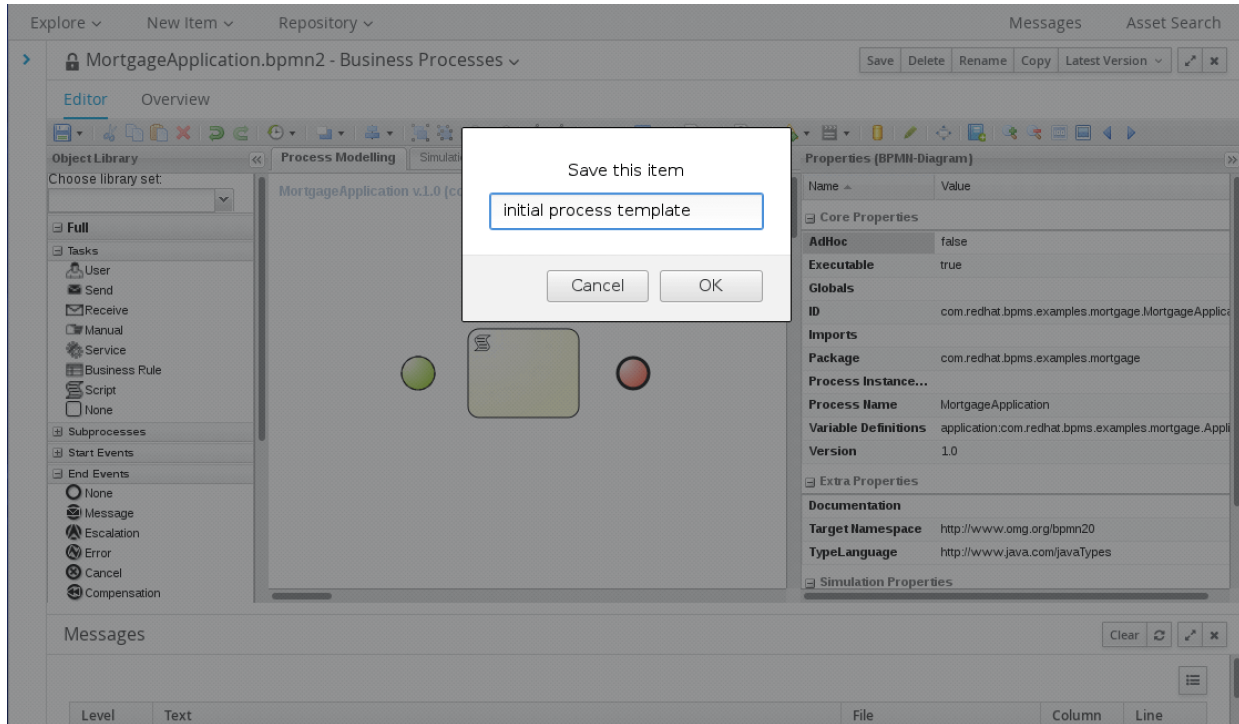 Explore New Item Repository Messages Asset Search
MortgageApplication.bpmn2 - Business Processes Save Delete Rename Copy Latest Version
Editor Overview
Object Library
Choose library set:
Full
Tasks
User
Send
Receive
Manual
Service
Business Rule
Script
None
Subprocesses
Start Events
End Events
None
Message
Escalation
Error
Cancel
Compensation
Process Modelling
MortgageApplication v.1.0
Save this item
initial process template
Cancel OK
Properties (BPMN-Diagram)
Name Value
Core Properties
AdHoc false
Executable true
Globals
ID com.redhat.bpms.examples.mortgage.MortgageApplica
Imports
Package com.redhat.bpms.examples.mortgage
Process Instance...
Process Name MortgageApplication
Variable Definitions application:com.redhat.bpms.examples.mortgage.Appli
Version 1.0
Extra Properties
Documentation
Target Namespace http://www.omg.org/bpmn20
TypeLanguage http://www.java.com/javaTypes
Simulation Properties
Messages Clear
Level Text File Column Line